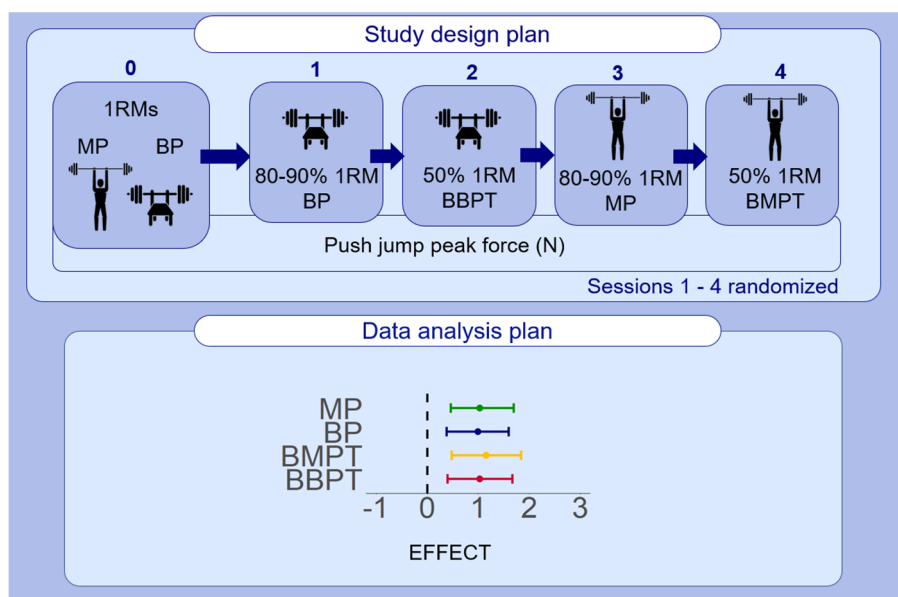 Study design plan
0
1
2
3
4
1RMs
MP BP
80-90% 1RM
BP
50% 1RM
BBPT
80-90% 1RM
MP
50% 1RM
BMPT
Push jump peak force (N)
Sessions 1 - 4 randomized
Data analysis plan
MP
BP
BMPT
BBPT
-1 0 1 2 3
EFFECT